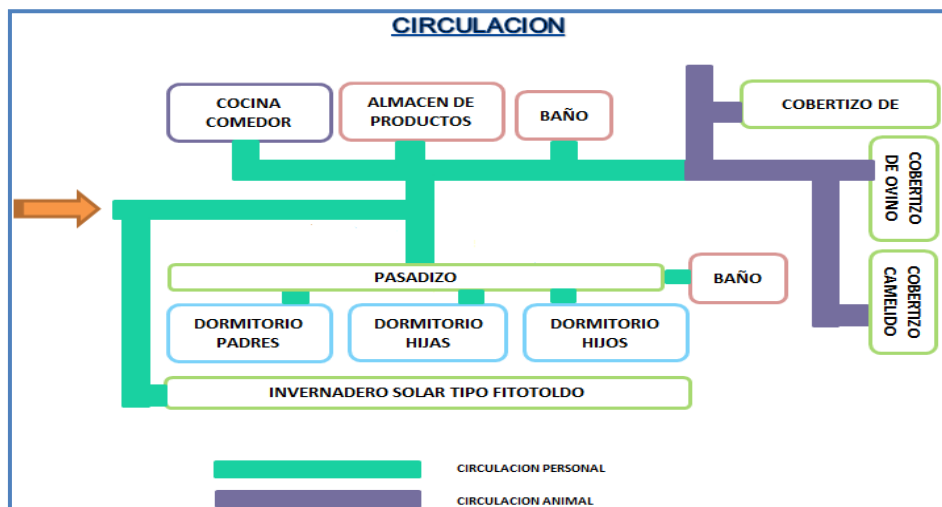 CIRCULACION
COCINA
COMEDOR
ALMACEN DE
PRODUCTOS
BAÑO
COBERTIZO DE
COBERTIZO
DE OVINO
COBERTIZO
CAMELIDO
PASADIZO
BAÑO
DORMITORIO
PADRES
DORMITORIO
HIJAS
DORMITORIO
HIJOS
INVERNADERO SOLAR TIPO FITOTOLDO
CIRCULACION PERSONAL
CIRCULACION ANIMAL